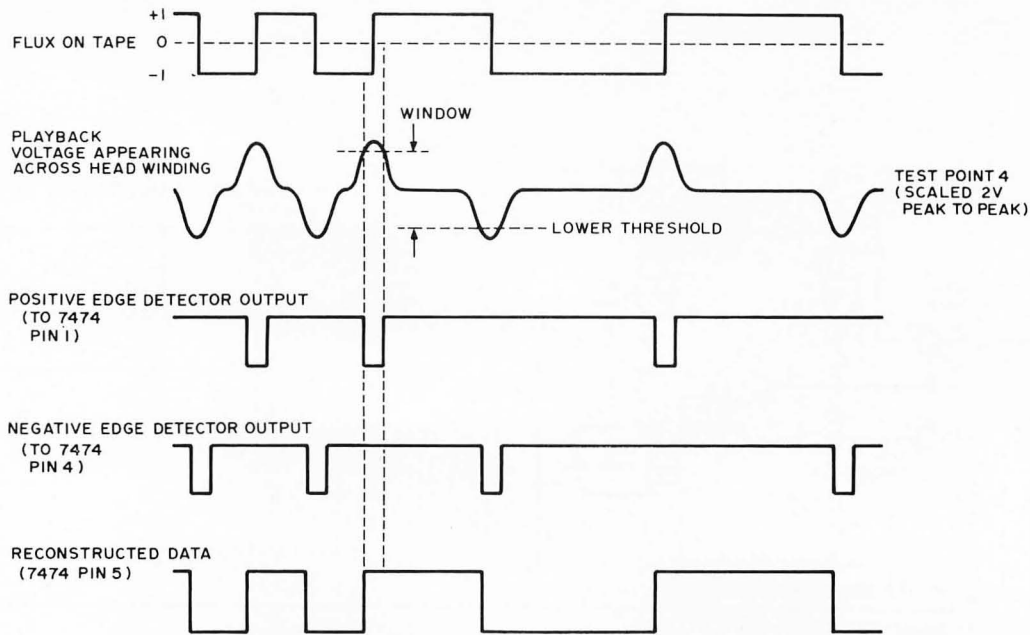 +1
FLUX ON TAPE 0
-1
WINDOW
PLAYBACK
VOLTAGE APPEARING
ACROSS HEAD WINDING
TEST POINT 4
(SCALED 2V
PEAK TO PEAK)
LOWER THRESHOLD
POSITIVE EDGE DETECTOR OUTPUT
(TO 7474
PIN 1)
NEGATIVE EDGE DETECTOR OUTPUT
(TO 7474
PIN 4)
RECONSTRUCTED DATA
(7474 PIN 5)